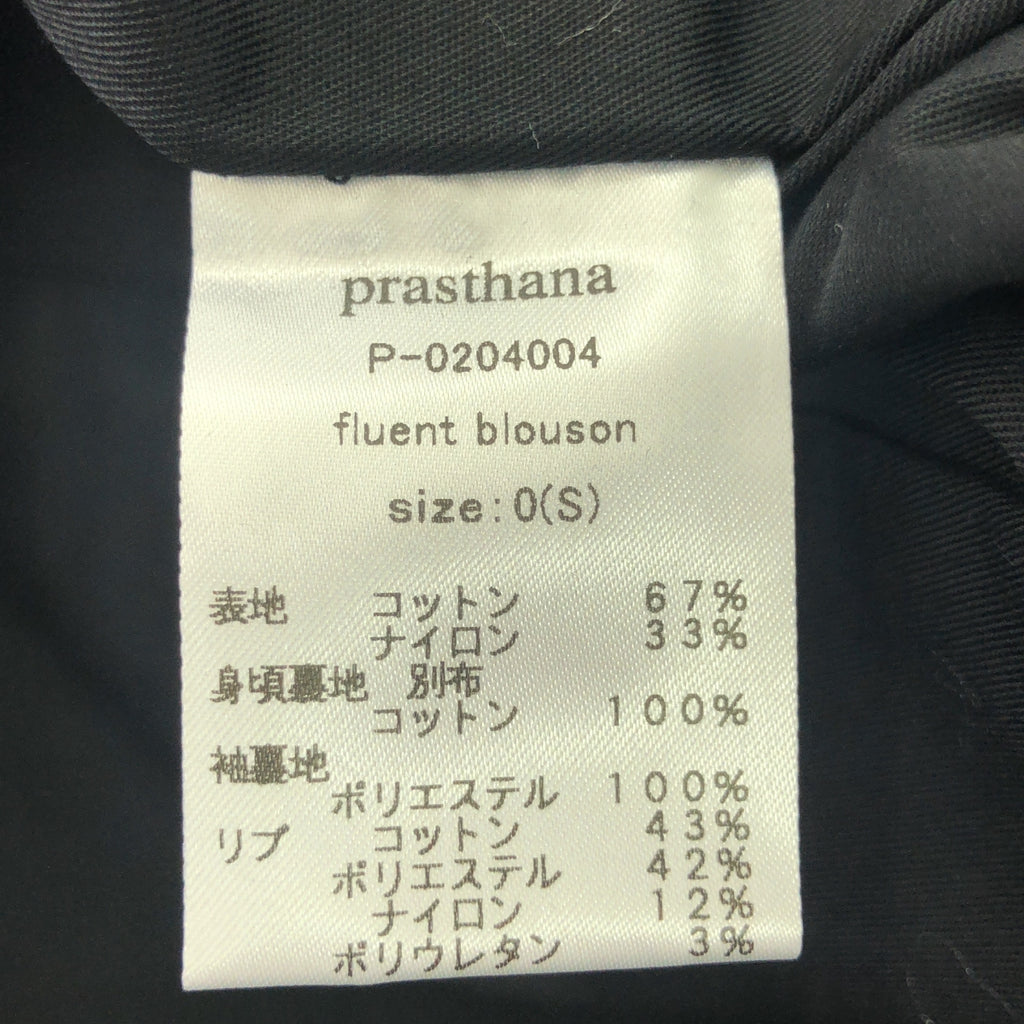 prasthana
P-0204004
fluent blouson
size:0(S)
表地 コットン 67%
ナイロン 33%
身頃裏地 別布
コットン 100%
袖裏地
ポリエステル 100%
リブ コットン 43%
ポリエステル 42%
ナイロン 12%
ポリウレタン 3%